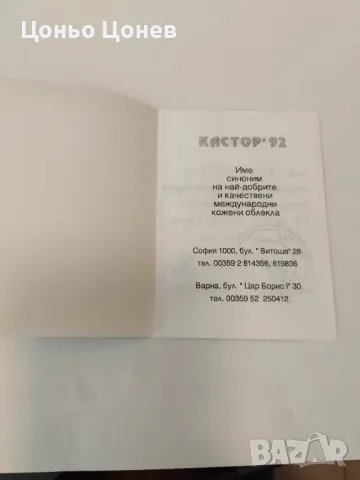 Цоньо Цонев
КАСТОР'92
Име
синоним
на най-добрите
и качествени
международни
кожени облекла
София 1000, бул. " Витоша" 28
тел. 00359 2 814356, 819836
Варна, бул. " Цар Борис I" 30
тел. 00359 52 250412
BAZAR